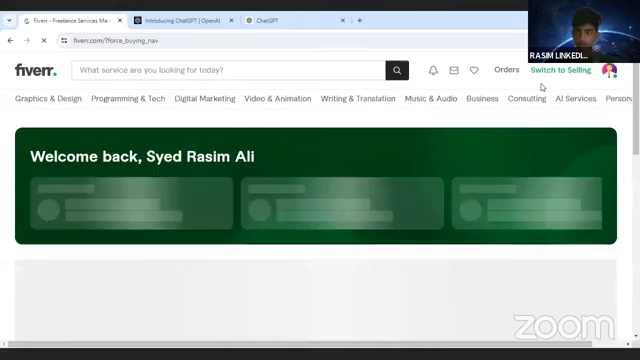 Fiverr - Freelance Services Mar
Introducing ChatGPT | OpenAI
ChatGPT
fiverr.com/?force_buying_nav
RASIM LINKEDI...
fiverr.
What service are you looking for today?
Orders
Switch to Selling
Graphics & Design
Programming & Tech
Digital Marketing
Video & Animation
Writing & Translation
Music & Audio
Business
Consulting
AI Services
Person
Welcome back, Syed Rasim Ali
zoom